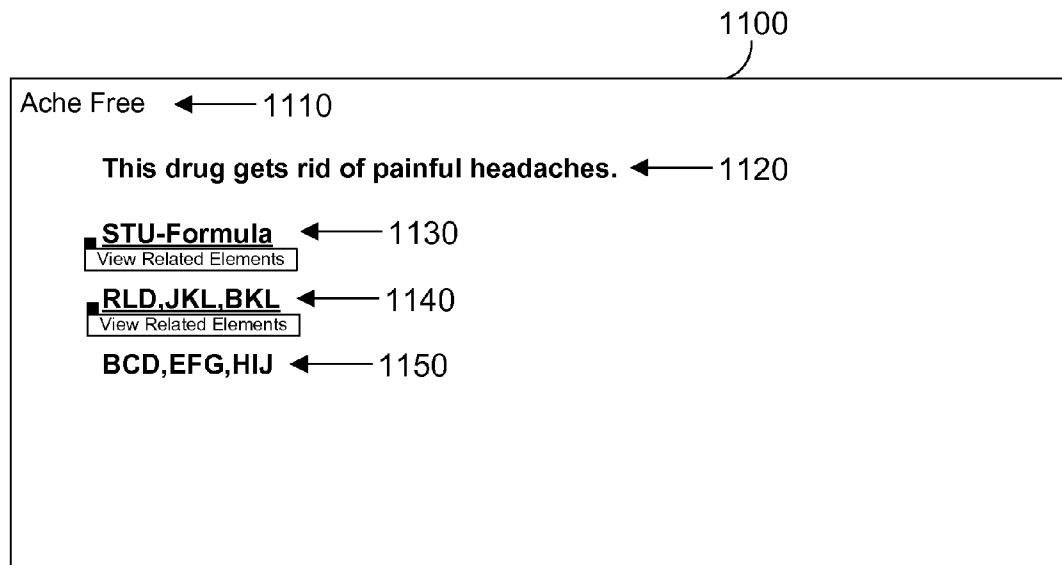 1100
Ache Free 1110
This drug gets rid of painful headaches. 1120
STU-Formula 1130
View Related Elements
RLD,JKL,BKL 1140
View Related Elements
BCD,EFG,HIJ 1150